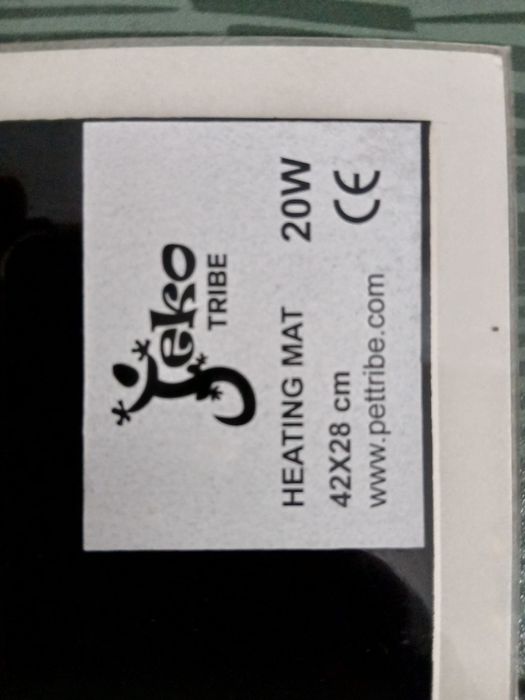 Geko
TRIBE
HEATING MAT 20W
42X28 cm CE
www.pettribe.com